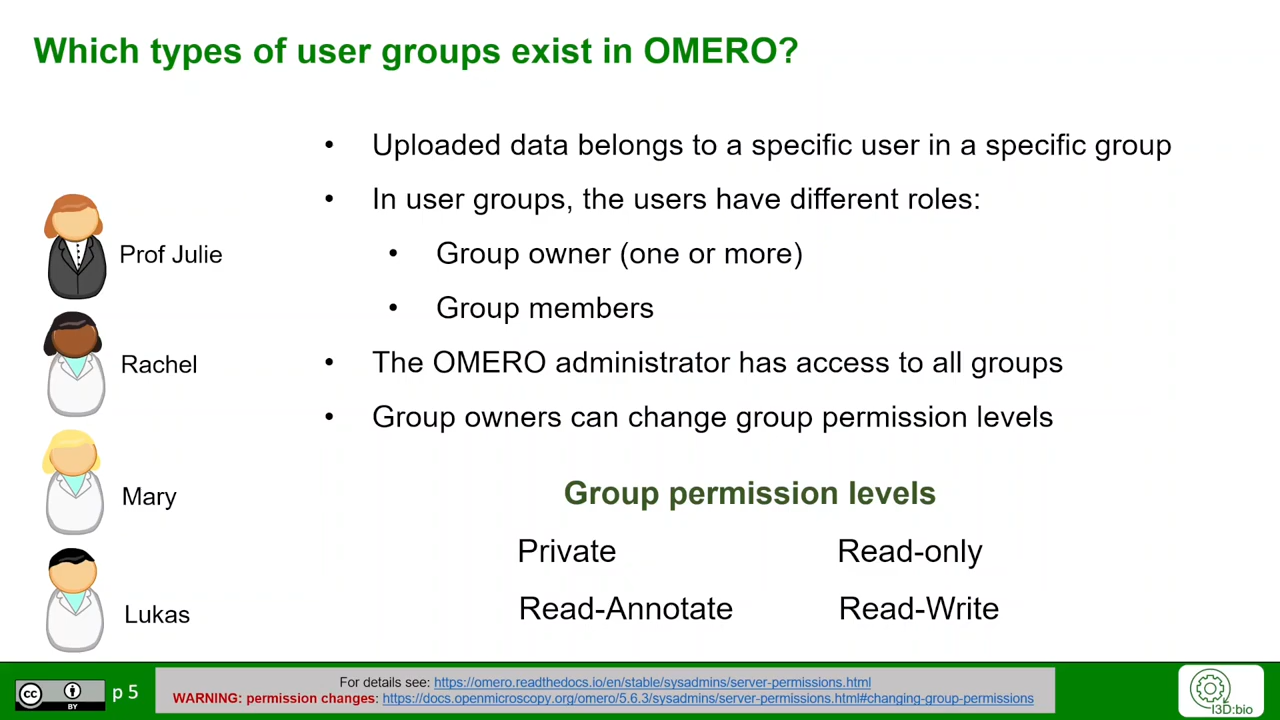 Which types of user groups exist in OMERO?
• Uploaded data belongs to a specific user in a specific group
• In user groups, the users have different roles:
Prof Julie
• Group owner (one or more)
• Group members
Rachel
• The OMERO administrator has access to all groups
• Group owners can change group permission levels
Mary
Group permission levels
Private Read-only
Read-Annotate Read-Write
Lukas
CC BY
p 5
For details see: https://omero.readthedocs.io/en/stable/sysadmins/server-permissions.html
WARNING: permission changes: https://docs.openmicroscopy.org/omero/5.6.3/sysadmins/server-permissions.html#changing-group-permissions
I3D:bio